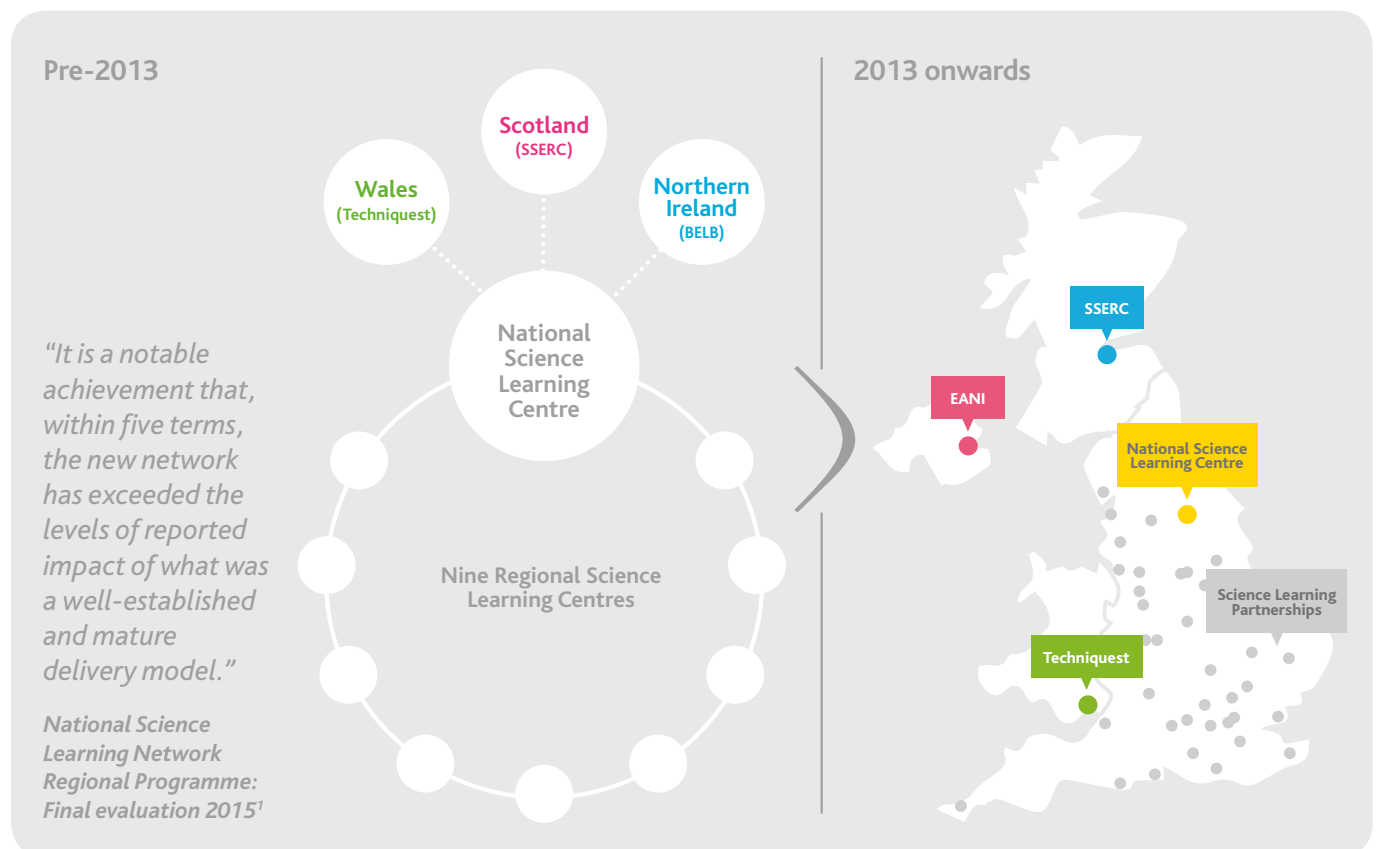 Pre-2013
Scotland
(SSERC)
Wales
(Techniquest)
Northern
Ireland
(BELB)
National
Science
Learning
Centre
Nine Regional Science
Learning Centres
“It is a notable
achievement that,
within five terms,
the new network
has exceeded the
levels of reported
impact of what was
a well-established
and mature
delivery model.”
National Science
Learning Network
Regional Programme:
Final evaluation 2015¹
2013 onwards
SSERC
EANI
National Science
Learning Centre
Science Learning
Partnerships
Techniquest